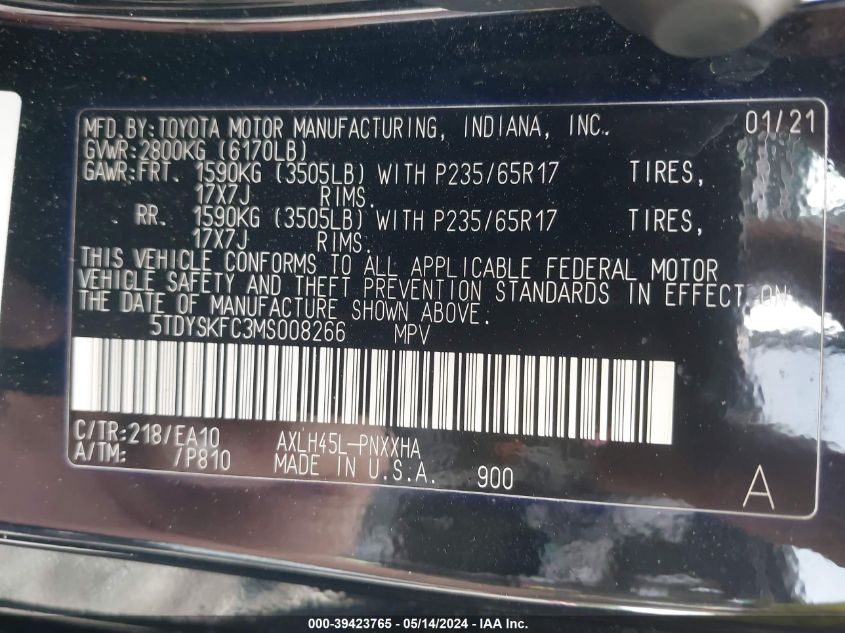 MFD.BY:TOYOTA MOTOR MANUFACTURING, INDIANA, INC. 01/21
GVWR:2800KG (6170LB)
GAWR:FRT. 1590KG (3505LB) WITH P235/65R17 TIRES,
17X7J RIMS.
RR. 1590KG (3505LB) WITH P235/65R17 TIRES,
17X7J RIMS.
THIS VEHICLE CONFORMS TO ALL APPLICABLE FEDERAL MOTOR
VEHICLE SAFETY AND THEFT PREVENTION STANDARDS IN EFFECT ON
THE DATE OF MANUFACTURE SHOWN ABOVE.
5TDYSKFC3MS008266 MPV
C/TR:218/EA10 AXLH45L-PNXXHA
A/TM: /P810 MADE IN U.S.A. 900
A
000-39423765 - 05/14/2024 - IAA Inc.